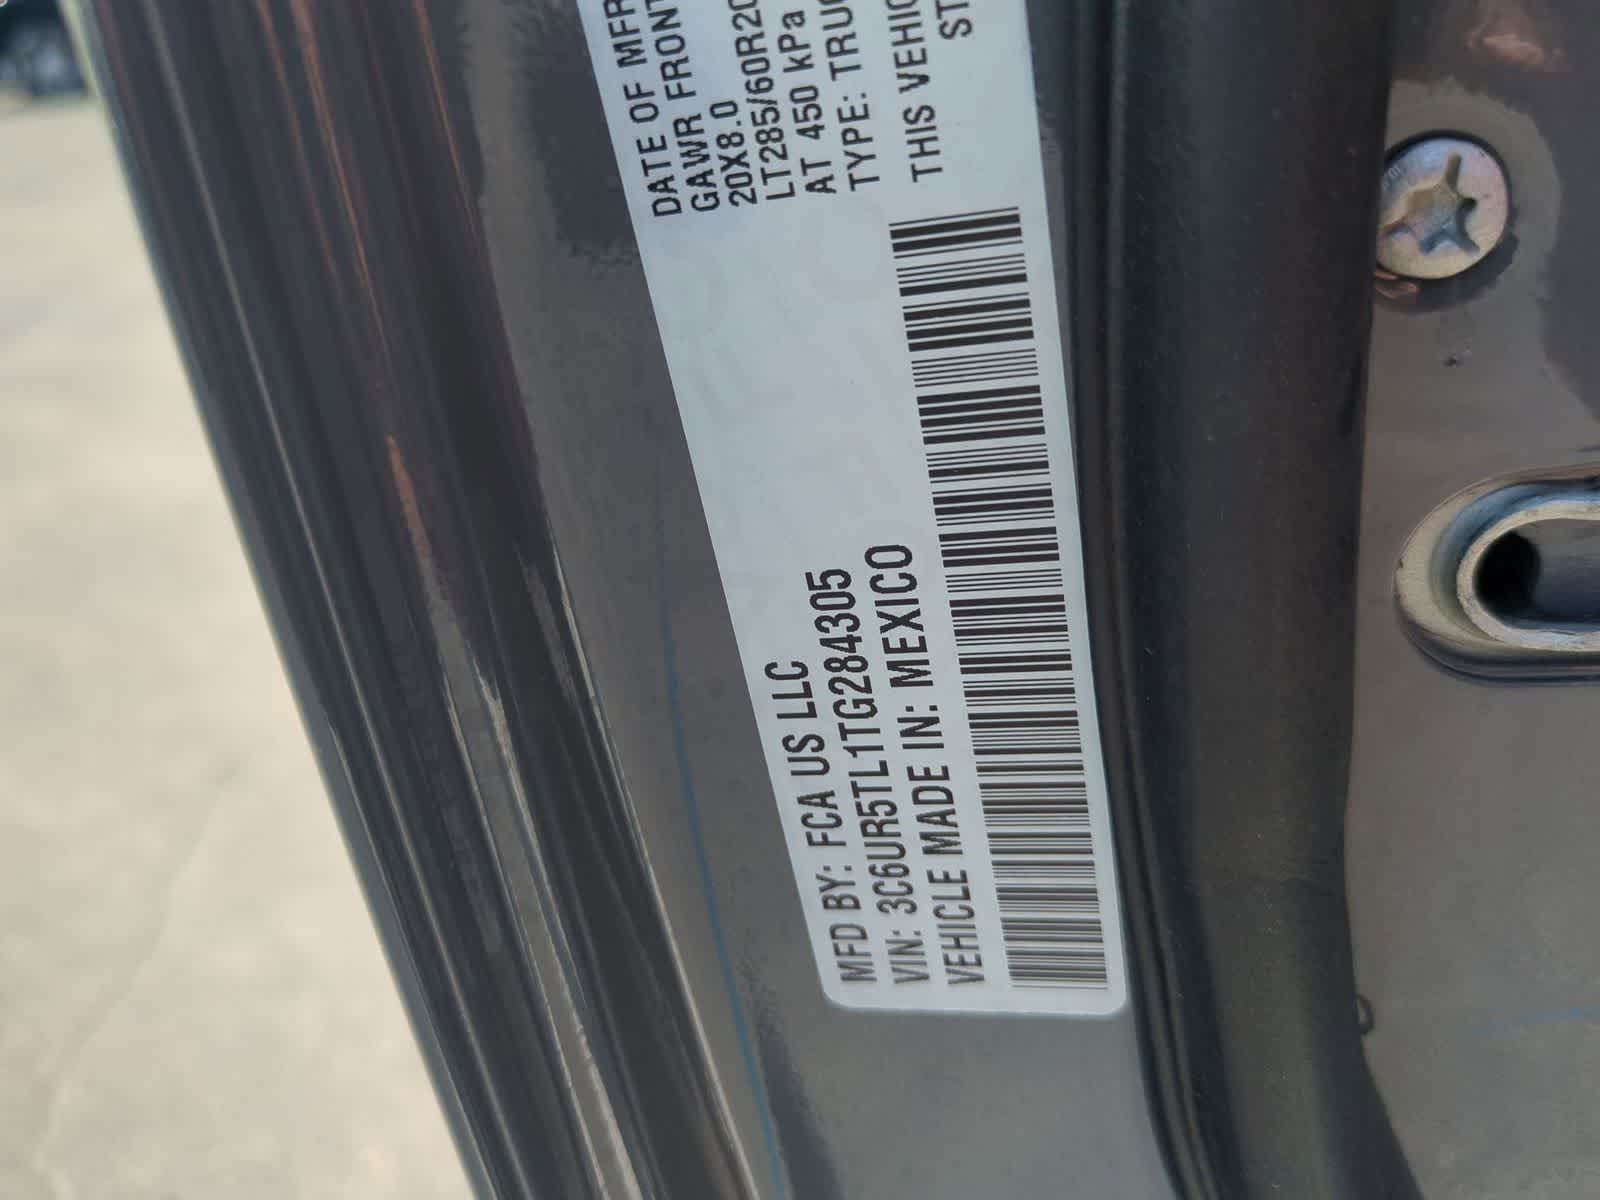 MFD BY: FCA US LLC
VIN: 3C6UR5TL1TG284305
VEHICLE MADE IN: MEXICO
DATE OF MFR
GAWR FRONT
20X8.0
LT285/60R20
AT 450 kPa
TYPE: TRUC
THIS VEHIC
ST